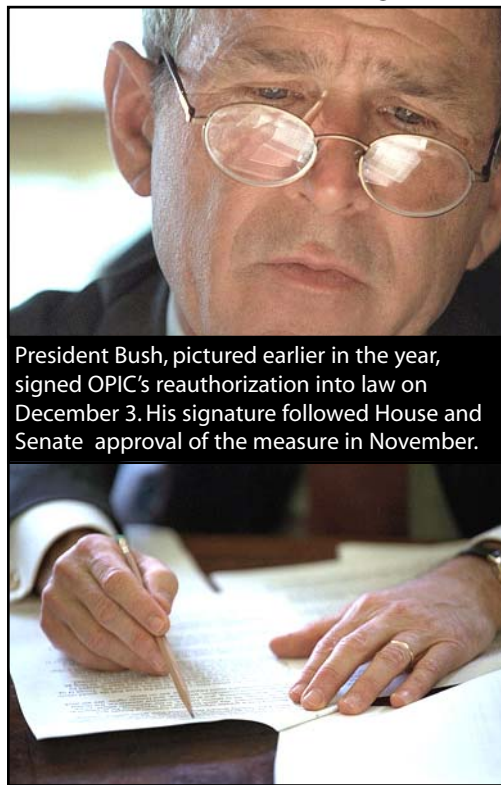 President Bush, pictured earlier in the year,
signed OPIC's reauthorization into law on
December 3. His signature followed House and
Senate approval of the measure in November.